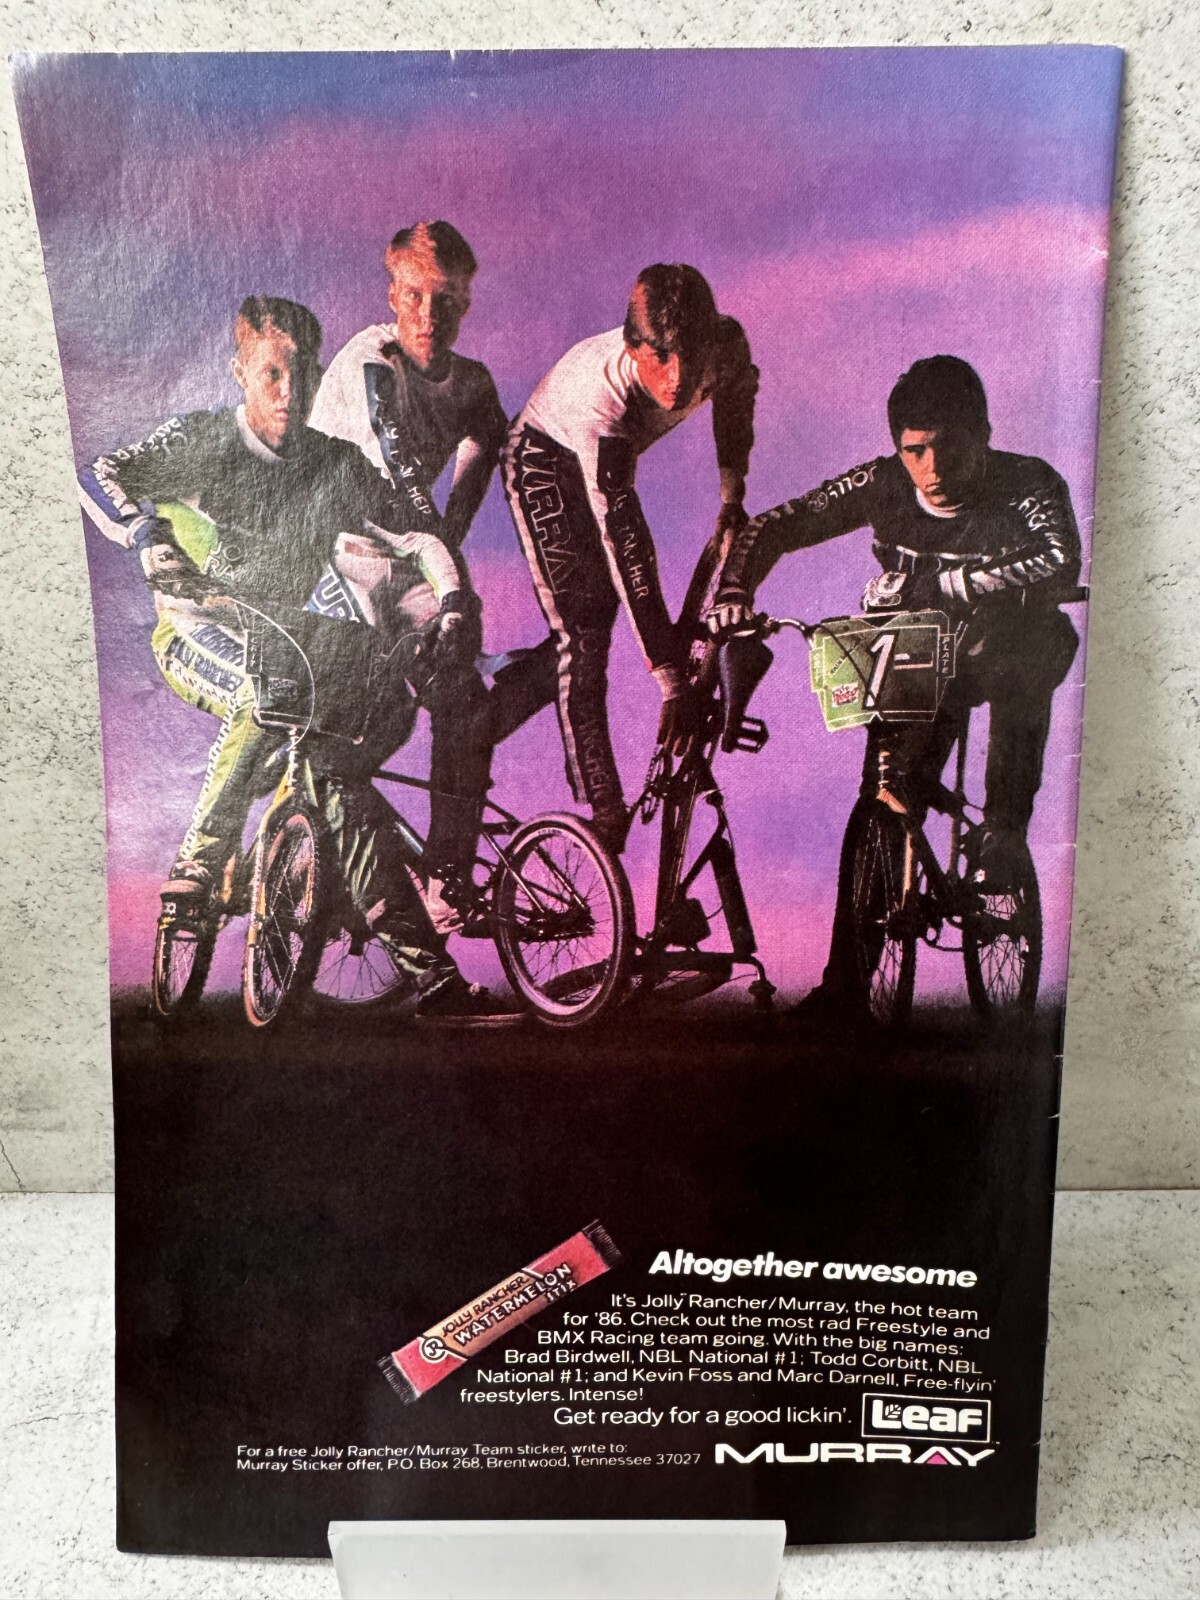 MURRAY
JOLLY RANCHER
1
PLATE
JOLLY RANCHER
WATERMELON
STIX
Altogether awesome
It's Jolly Rancher/Murray, the hot team
for '86. Check out the most rad Freestyle and
BMX Racing team going. With the big names:
Brad Birdwell, NBL National #1; Todd Corbitt, NBL
National #1; and Kevin Foss and Marc Darnell, Free-flyin'
freestylers. Intense!
Get ready for a good lickin'.
Leaf
For a free Jolly Rancher/Murray Team sticker, write to:
Murray Sticker offer, P.O. Box 268, Brentwood, Tennessee 37027
MURRAY